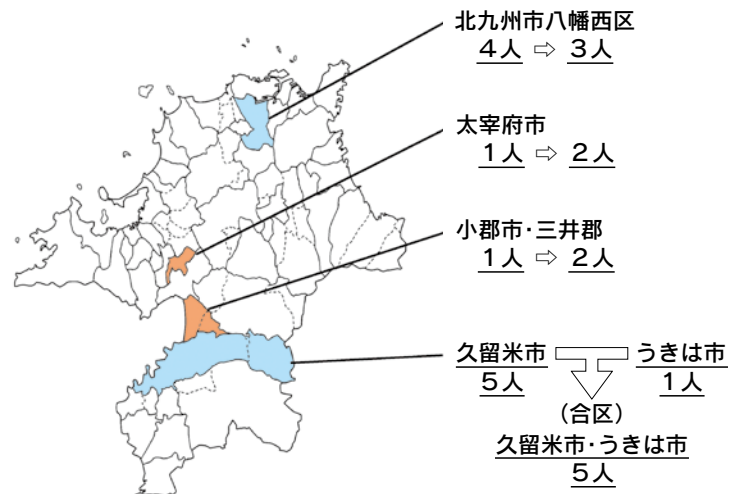 北九州市八幡西区
4人 ⇨ 3人
太宰府市
1人 ⇨ 2人
小郡市・三井郡
1人 ⇨ 2人
久留米市 うきは市
5人 1人
(合区)
久留米市・うきは市
5人